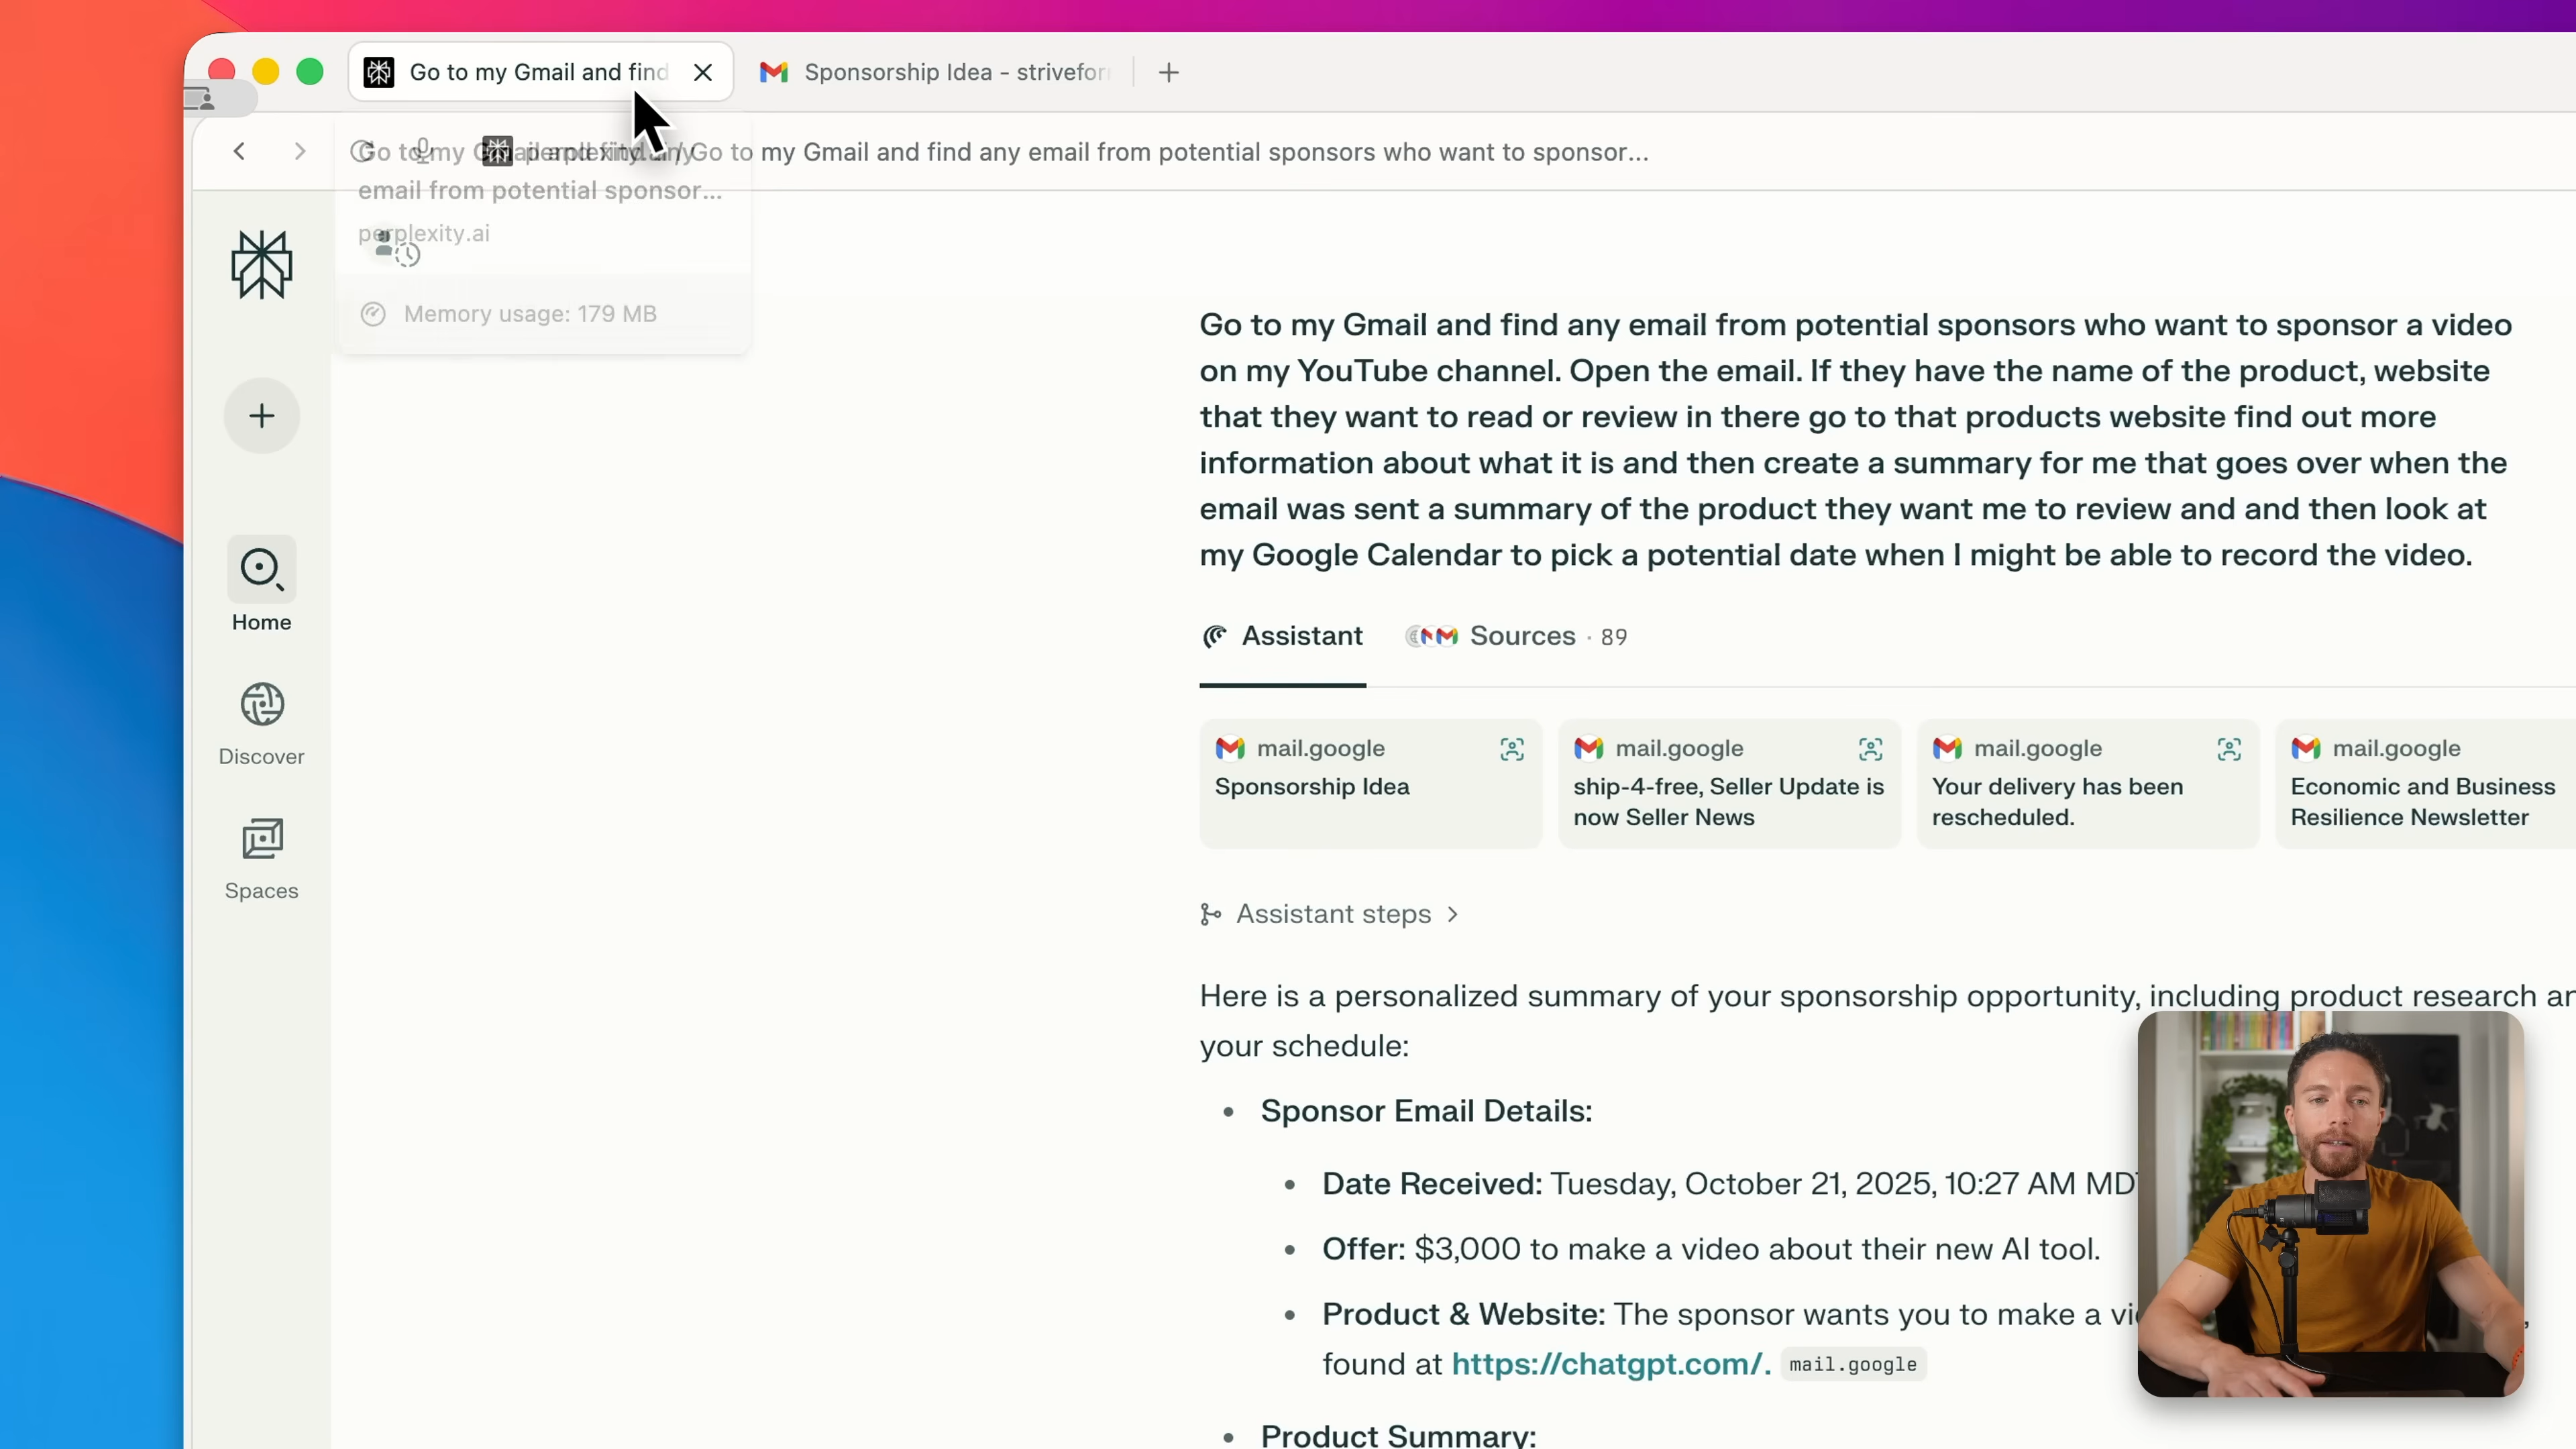 Go to my Gmail and find
Sponsorship Idea - strivefor
Go to my Gmail and find any
perplexity.ai / Go to my Gmail and find any email from potential sponsors who want to sponsor...
email from potential sponsor...
perplexity.ai
Memory usage: 179 MB
Home
Discover
Spaces
Go to my Gmail and find any email from potential sponsors who want to sponsor a video
on my YouTube channel. Open the email. If they have the name of the product, website
that they want to read or review in there go to that products website find out more
information about what it is and then create a summary for me that goes over when the
email was sent a summary of the product they want me to review and and then look at
my Google Calendar to pick a potential date when I might be able to record the video.
Assistant
Sources · 89
mail.google
Sponsorship Idea
mail.google
ship-4-free, Seller Update is
now Seller News
mail.google
Your delivery has been
rescheduled.
mail.google
Economic and Business
Resilience Newsletter
Assistant steps
Here is a personalized summary of your sponsorship opportunity, including product research
your schedule:
• Sponsor Email Details:
• Date Received: Tuesday, October 21, 2025, 10:27 AM
• Offer: $3,000 to make a video about their new AI tool.
• Product & Website: The sponsor wants you to make a
found at https://chatgpt.com/. mail.google
• Product Summary: